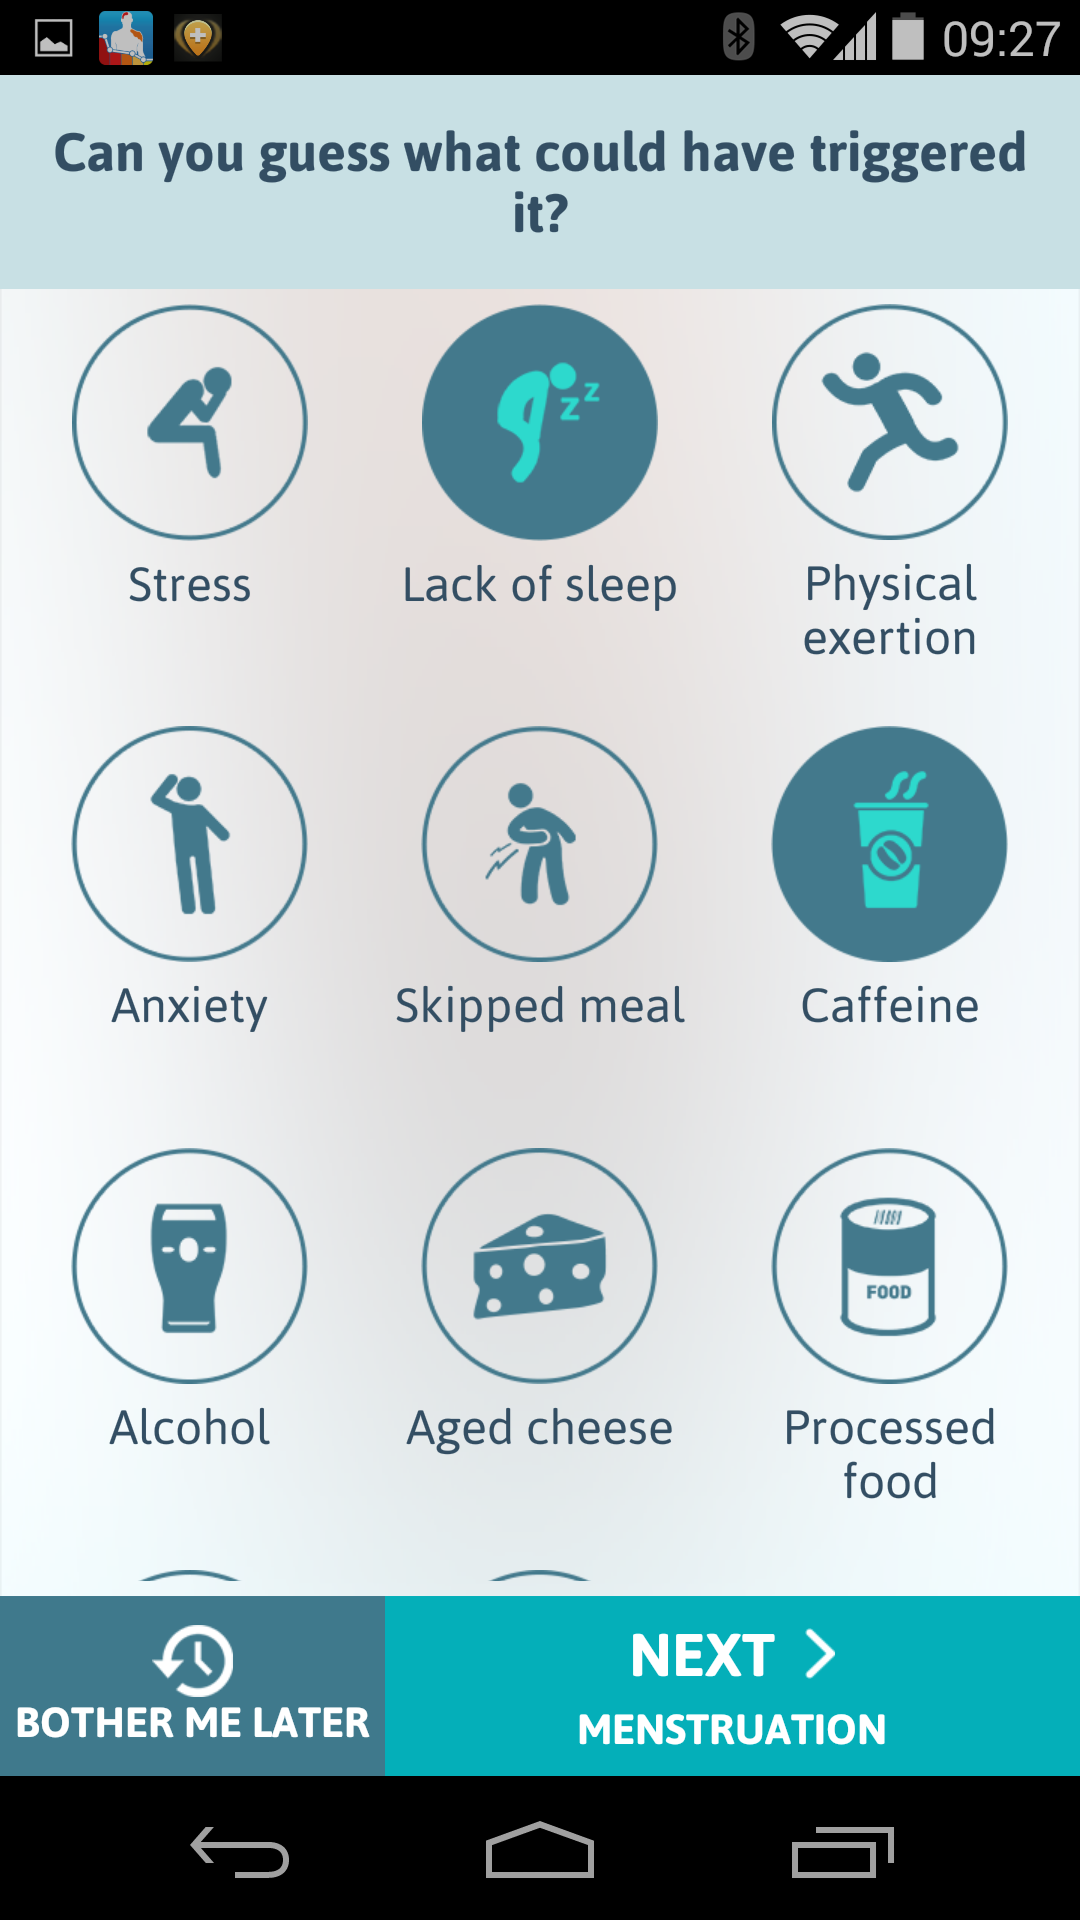 09:27
Can you guess what could have triggered
it?
z z
Stress
Lack of sleep
Physical
exertion
Anxiety
Skipped meal
Caffeine
FOOD
Alcohol
Aged cheese
Processed
food
BOTHER ME LATER
NEXT
MENSTRUATION